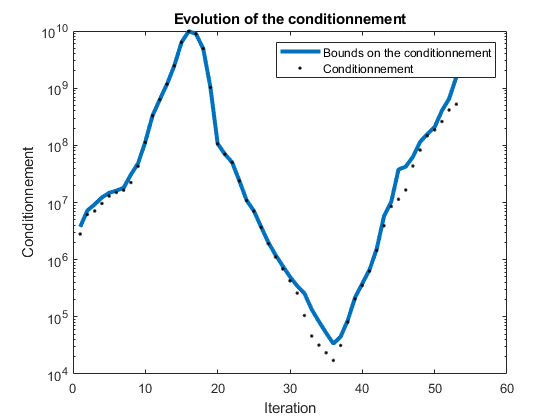 Evolution of the conditionnement
Bounds on the conditionnement
Conditionnement
Conditionnement
10^10
10^9
10^8
10^7
10^6
10^5
10^4
0 10 20 30 40 50 60
Iteration